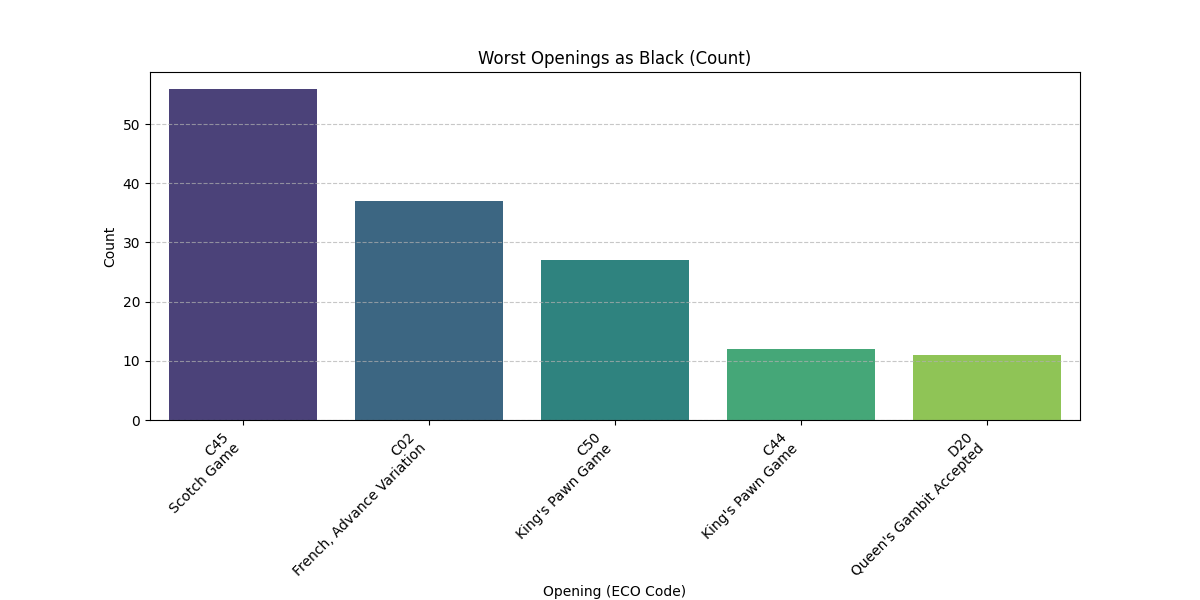 Worst Openings as Black (Count)
Count
50
40
30
20
10
0
C45
Scotch Game
C02
French, Advance Variation
C50
King's Pawn Game
C44
King's Pawn Game
D20
Queen's Gambit Accepted
Opening (ECO Code)